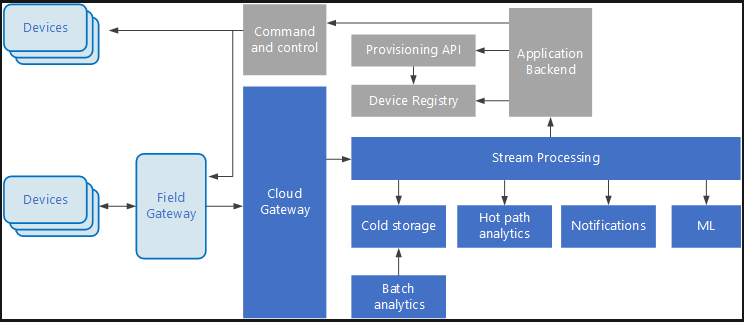 Devices
Command
and control
Provisioning API
Application
Backend
Device Registry
Stream Processing
Devices
Field
Gateway
Cloud
Gateway
Cold storage
Hot path
analytics
Notifications
ML
Batch
analytics